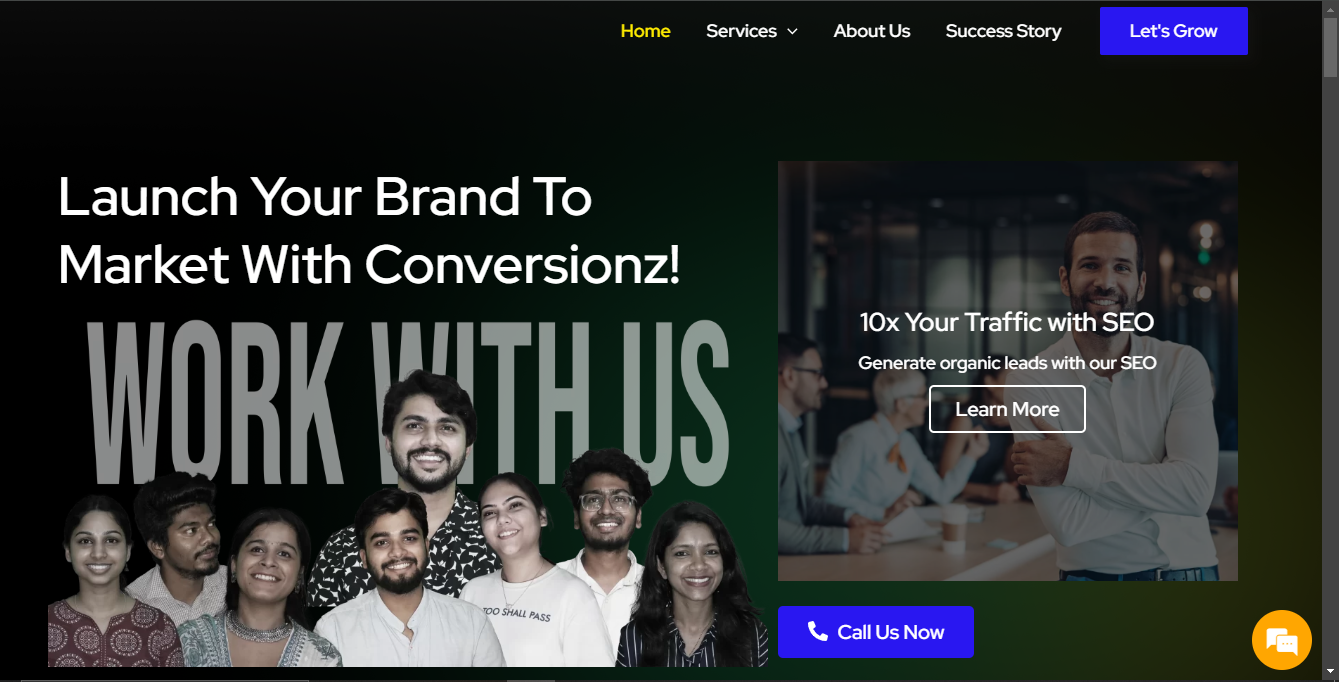 Home
Services
About Us
Success Story
Let's Grow
Launch Your Brand To
Market With Conversionz!
WORK WITH US
TOO SHALL PASS
10x Your Traffic with SEO
Generate organic leads with our SEO
Learn More
Call Us Now